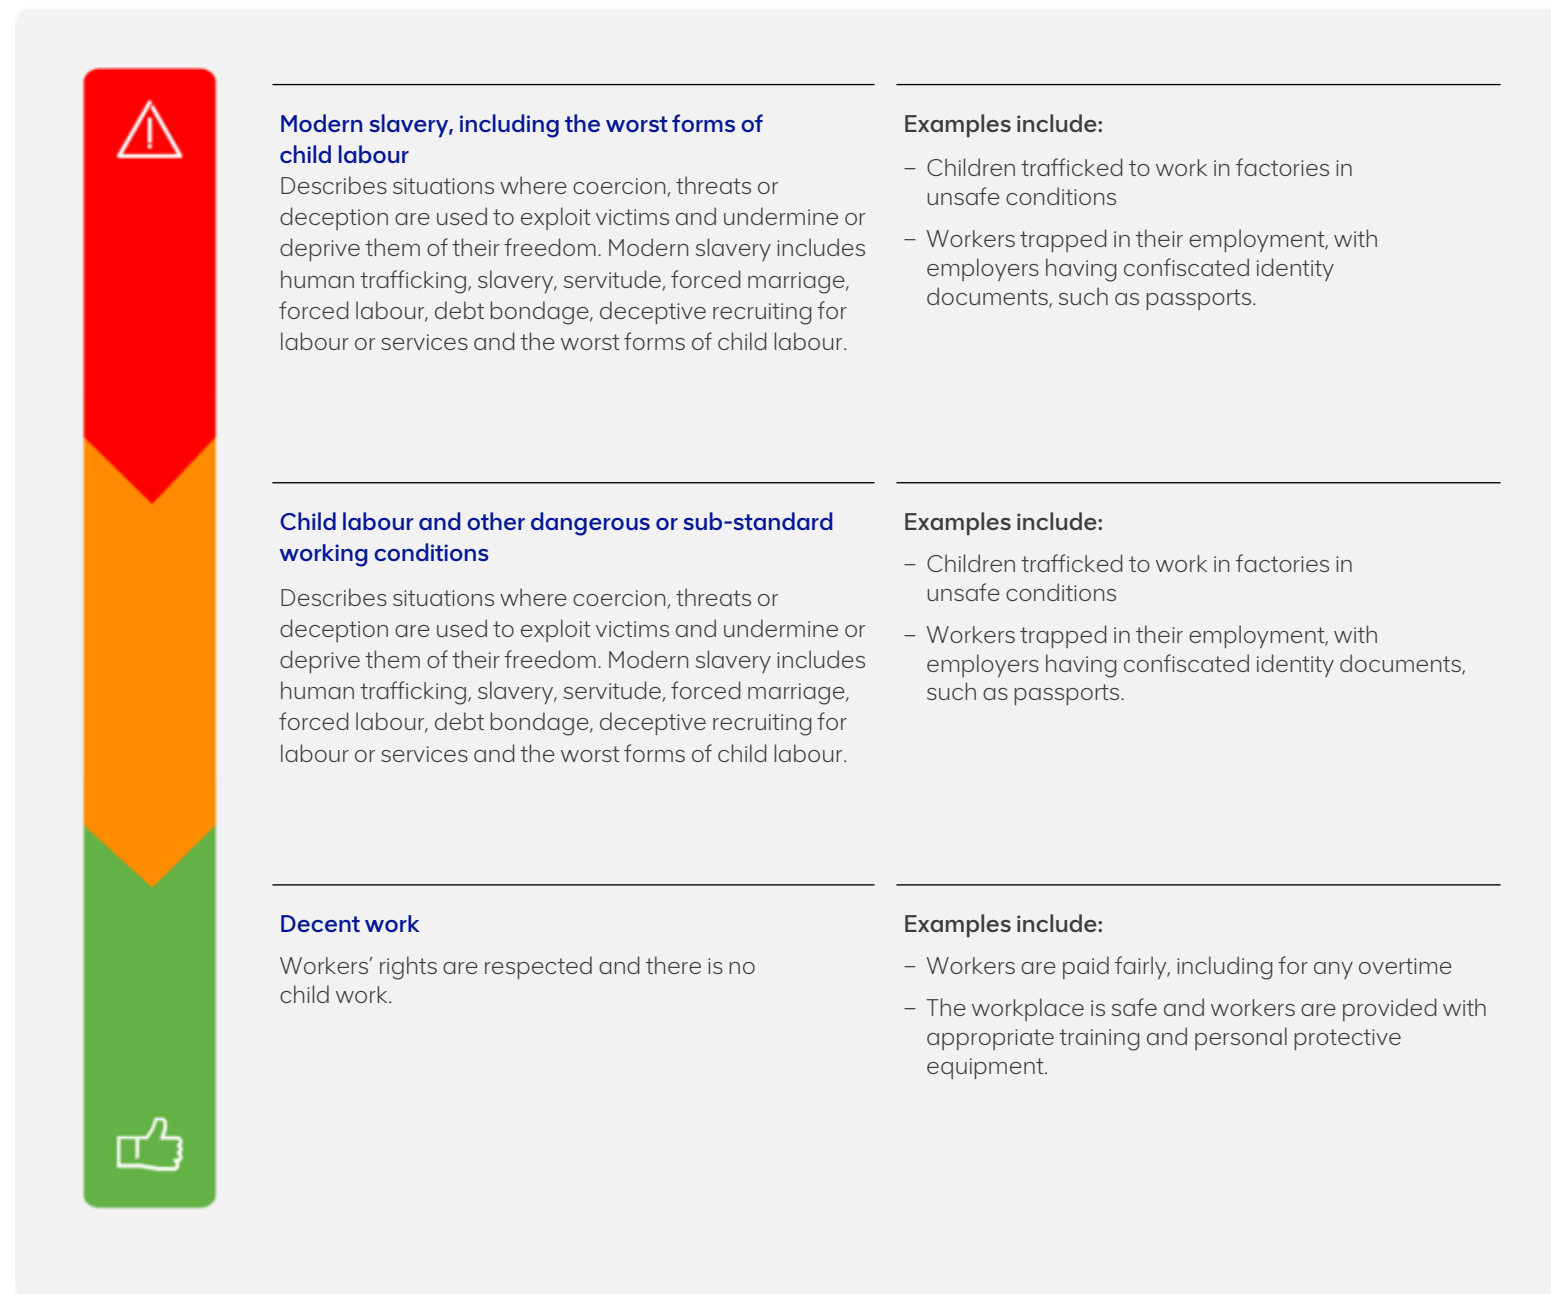 Modern slavery, including the worst forms of
child labour
Describes situations where coercion, threats or
deception are used to exploit victims and undermine or
deprive them of their freedom. Modern slavery includes
human trafficking, slavery, servitude, forced marriage,
forced labour, debt bondage, deceptive recruiting for
labour or services and the worst forms of child labour.
Examples include:
– Children trafficked to work in factories in
unsafe conditions
– Workers trapped in their employment, with
employers having confiscated identity
documents, such as passports.
Child labour and other dangerous or sub-standard
working conditions
Describes situations where coercion, threats or
deception are used to exploit victims and undermine or
deprive them of their freedom. Modern slavery includes
human trafficking, slavery, servitude, forced marriage,
forced labour, debt bondage, deceptive recruiting for
labour or services and the worst forms of child labour.
Examples include:
– Children trafficked to work in factories in
unsafe conditions
– Workers trapped in their employment, with
employers having confiscated identity documents,
such as passports.
Decent work
Workers’ rights are respected and there is no
child work.
Examples include:
– Workers are paid fairly, including for any overtime
– The workplace is safe and workers are provided with
appropriate training and personal protective
equipment.